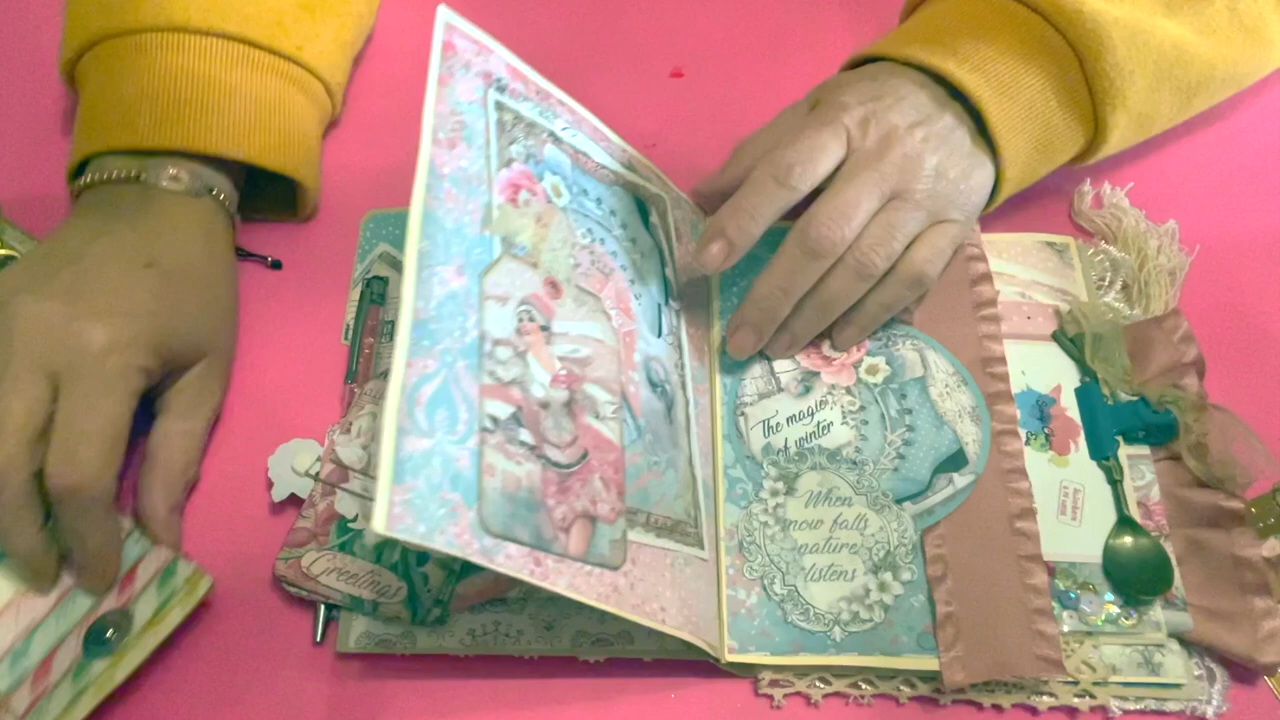 Greetings
The magic
of winter
When
snow falls
nature
listens